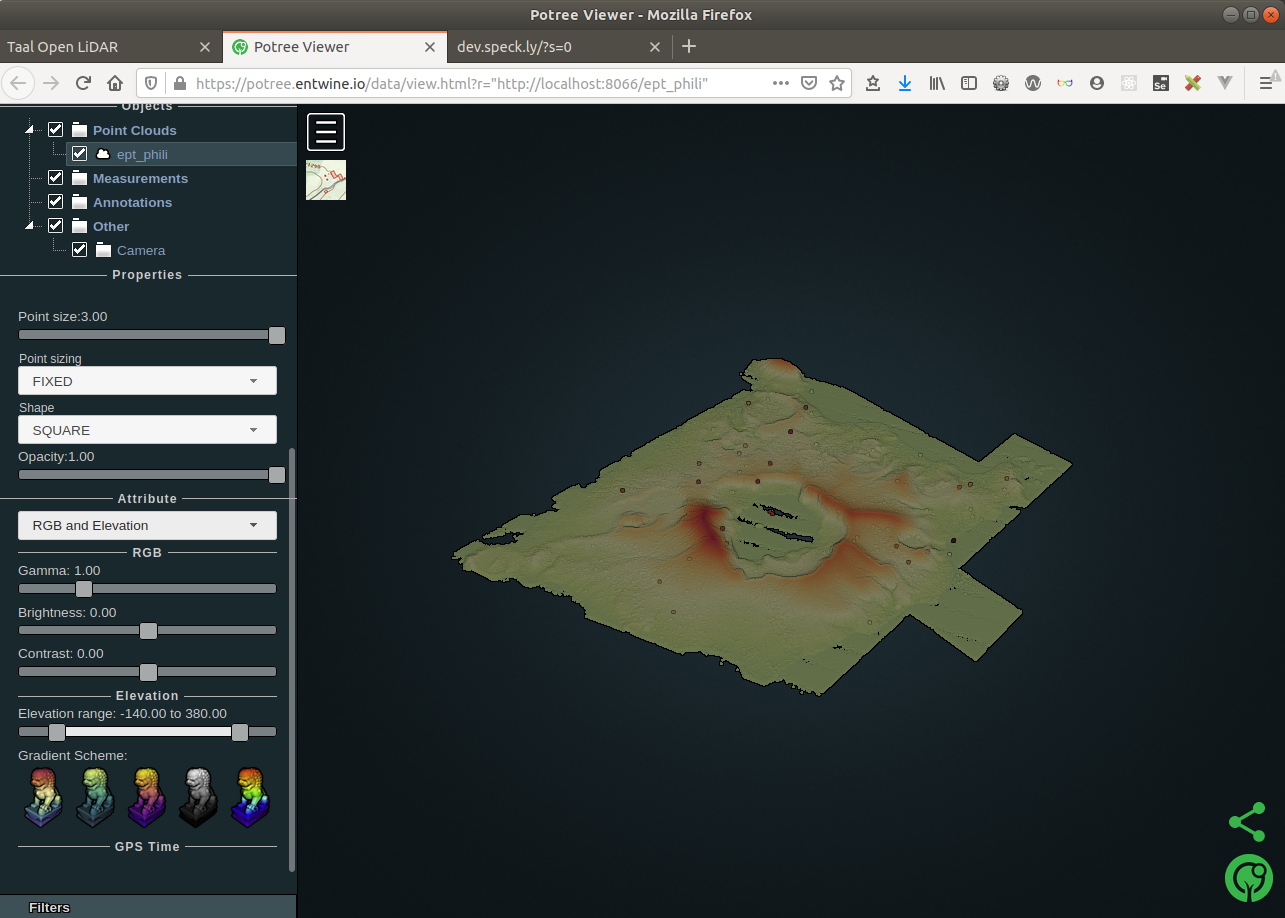 Potree Viewer - Mozilla Firefox
Taal Open LiDAR
Potree Viewer
dev.speck.ly/?s=0
https://potree.entwine.io/data/view.html?r="http://localhost:8066/ept_phili"
Se
Objects
Point Clouds
ept_phili
Measurements
Annotations
Other
Camera
Properties
Point size:3.00
Point sizing
FIXED
Shape
SQUARE
Opacity:1.00
Attribute
RGB and Elevation
RGB
Gamma: 1.00
Brightness: 0.00
Contrast: 0.00
Elevation
Elevation range: -140.00 to 380.00
Gradient Scheme:
GPS Time
Filters